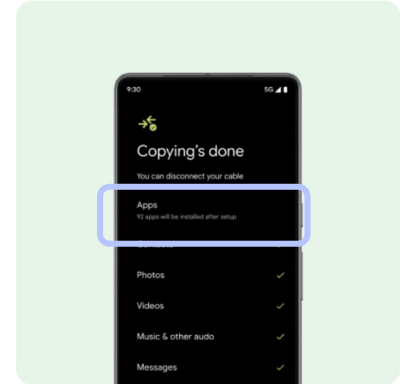 9:30
5G
Copying's done
You can disconnect your cable
Apps
92 apps will be installed after setup
Photos
Videos
Music & other audo
Messages